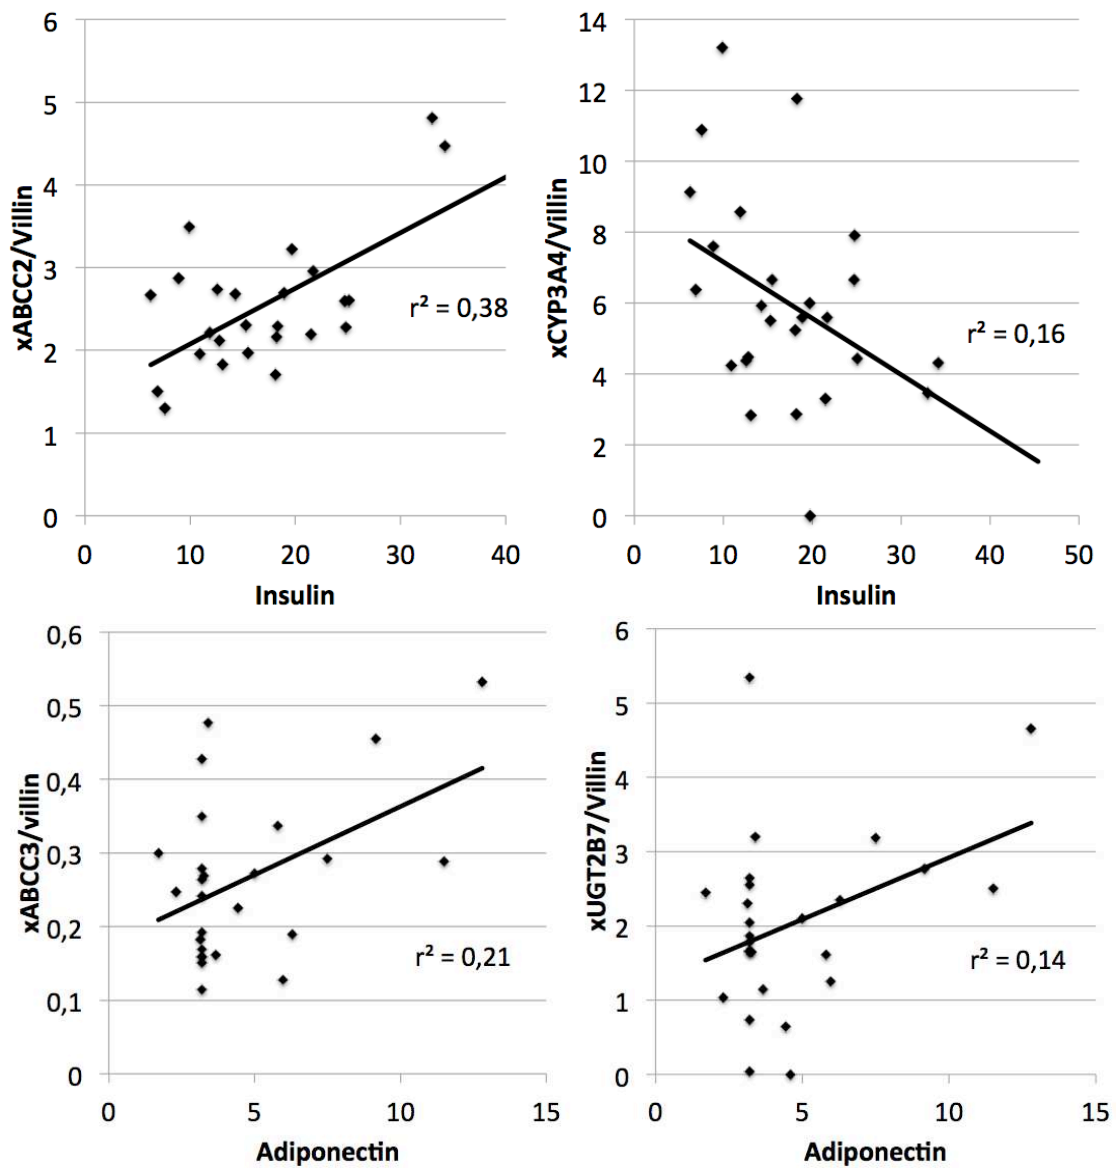 6
5
4
3
2
1
0
xABCC2/Villin
r² = 0,38
0 10 20 30 40
Insulin
14
12
10
8
6
4
2
0
xCYP3A4/Villin
r² = 0,16
0 10 20 30 40 50
Insulin
0,6
0,5
0,4
0,3
0,2
0,1
0
xABCC3/villin
r² = 0,21
0 5 10 15
Adiponectin
6
5
4
3
2
1
0
xUGT2B7/Villin
r² = 0,14
0 5 10 15
Adiponectin